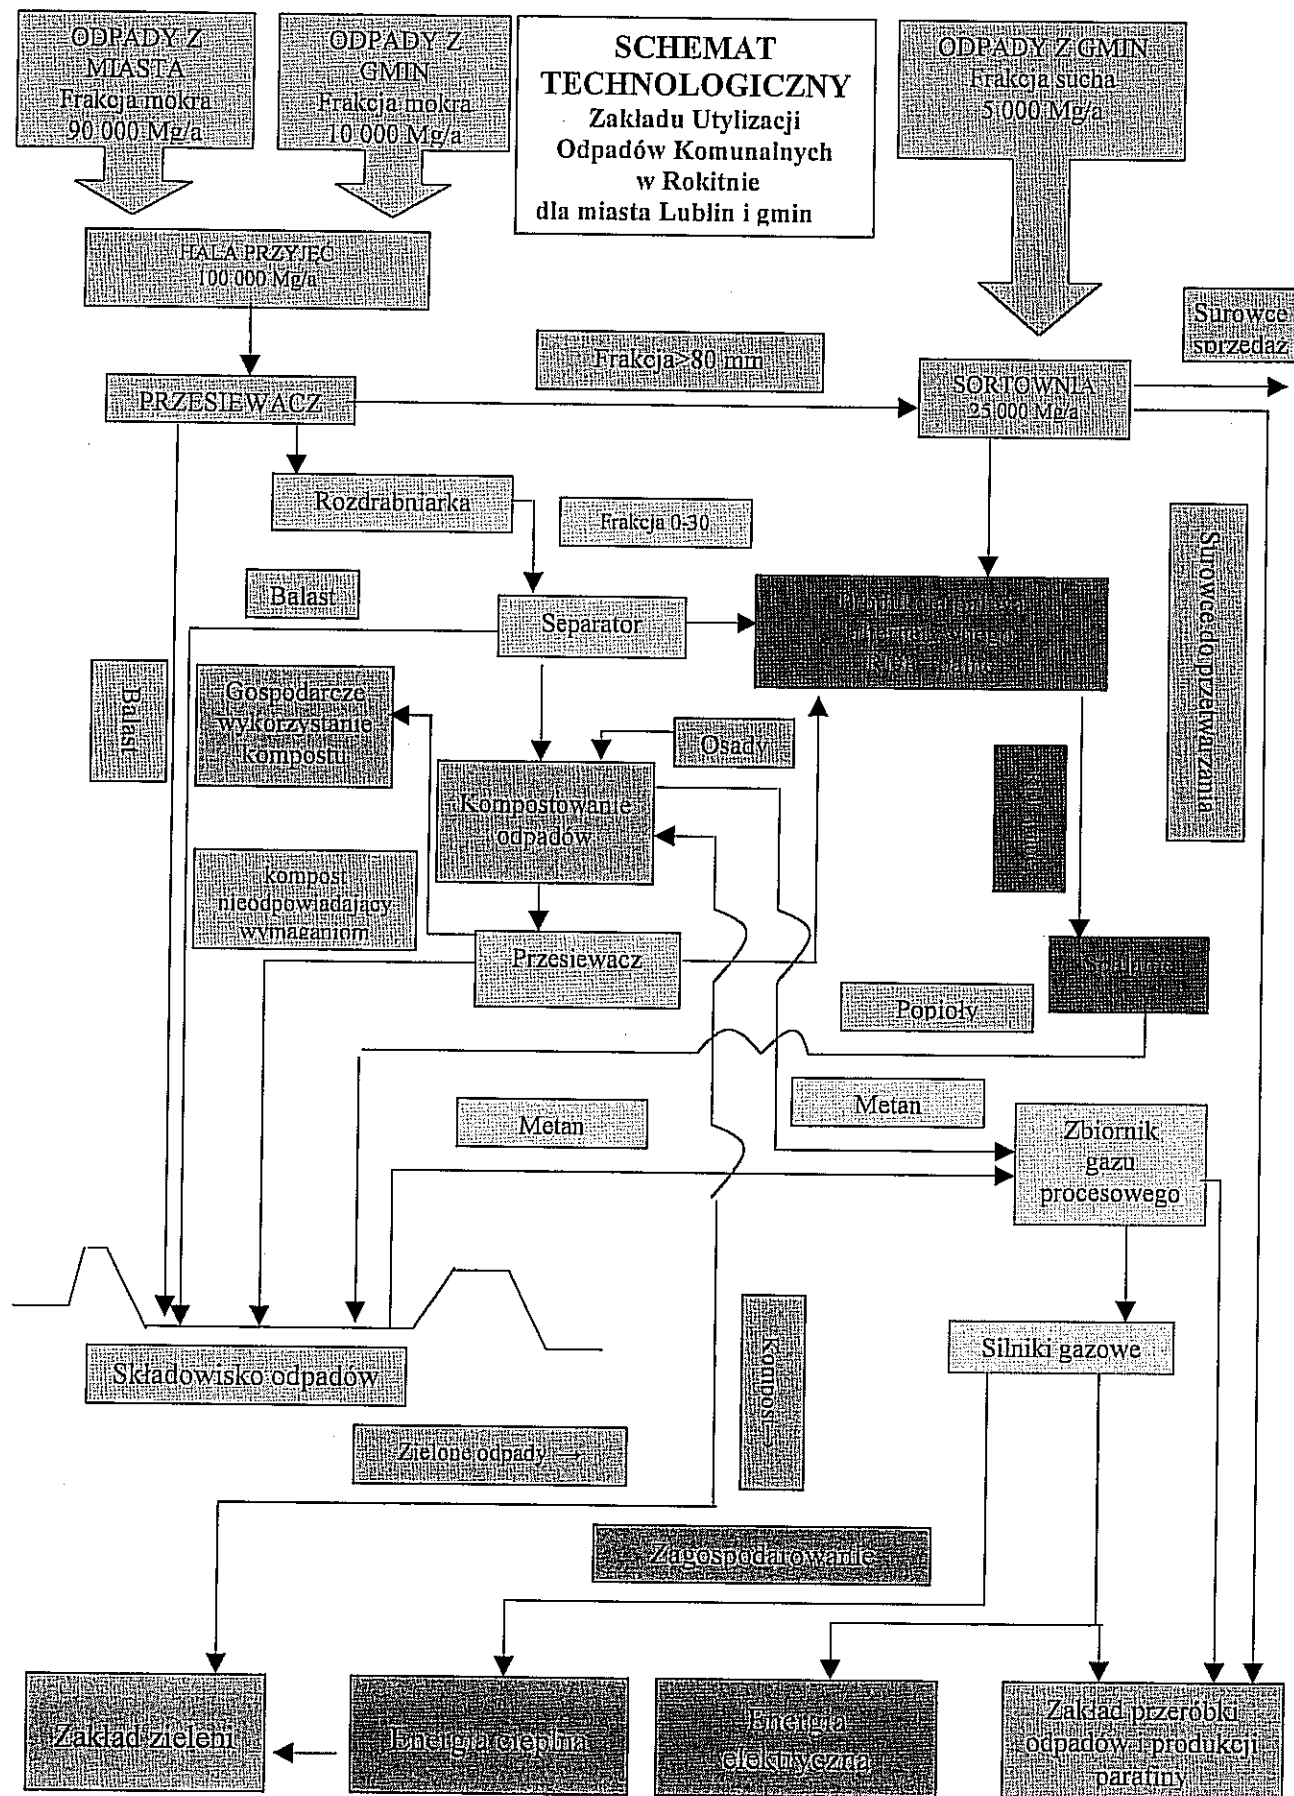 ODPADY Z
MIASTA
Frakcja mokra
90 000 Mg/a
ODPADY Z
GMIN
Frakcja mokra
10 000 Mg/a
SCHEMAT
TECHNOLOGICZNY
Zakładu Utylizacji
Odpadów Komunalnych
w Rokitnie
dla miasta Lublin i gmin
ODPADY Z GMIN
Frakcja sucha
5 000 Mg/a
HALA PRZYJĘĆ
100 000 Mg/a
Surowce
sprzedaż
Frakcja>80 mm
PRZESIEWACZ
SORTOWNIA
25 000 Mg/a
Rozdrabniarka
Frakcja 0-30
Surowce do przetwarzania
Balast
Separator
Balast
Gospodarcze
wykorzystanie
kompostu
Osady
Kompostowanie
odpadów
kompost
nieodpowiadający
wymaganiom
Przesiewacz
Spalarnia
Popioły
Metan
Metan
Zbiornik
gazu
procesowego
Silniki gazowe
Kompost→
Składowisko odpadów
Zielone odpady →
Zagospodarowanie
Zakład zieleni
Energia cieplna
Energia
elektryczna
Zakład przeróbki
odpadów i produkcji
parafiny